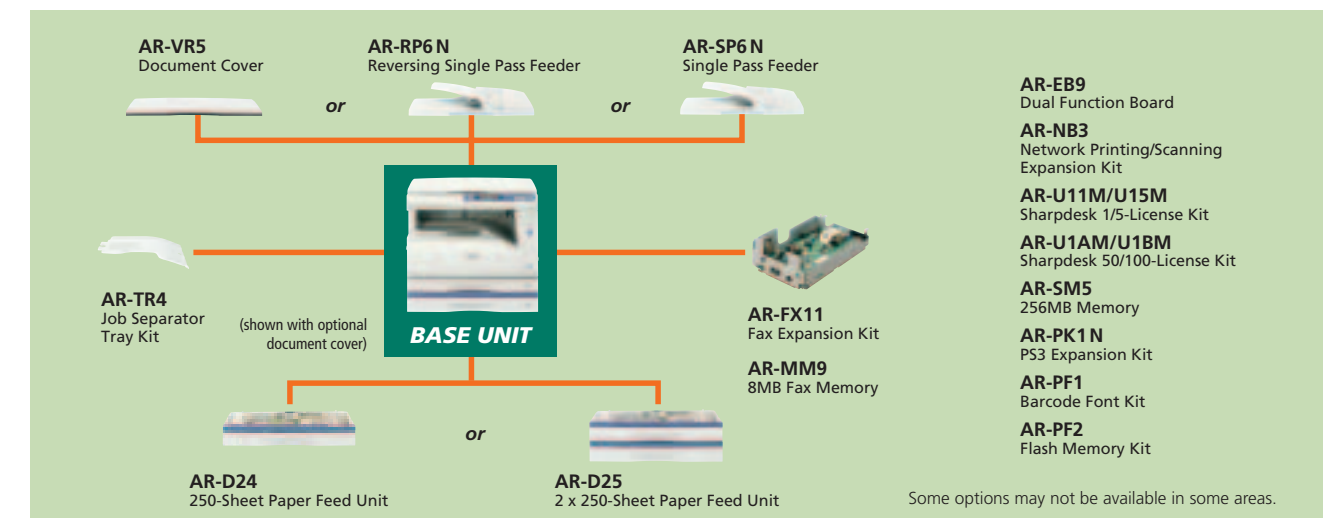 AR-VR5
Document Cover
or
AR-RP6 N
Reversing Single Pass Feeder
or
AR-SP6 N
Single Pass Feeder
AR-TR4
Job Separator
Tray Kit
(shown with optional
document cover)
BASE UNIT
AR-FX11
Fax Expansion Kit
AR-MM9
8MB Fax Memory
AR-D24
250-Sheet Paper Feed Unit
or
AR-D25
2 x 250-Sheet Paper Feed Unit
AR-EB9
Dual Function Board
AR-NB3
Network Printing/Scanning
Expansion Kit
AR-U11M/U15M
Sharpdesk 1/5-License Kit
AR-U1AM/U1BM
Sharpdesk 50/100-License Kit
AR-SM5
256MB Memory
AR-PK1 N
PS3 Expansion Kit
AR-PF1
Barcode Font Kit
AR-PF2
Flash Memory Kit
Some options may not be available in some areas.